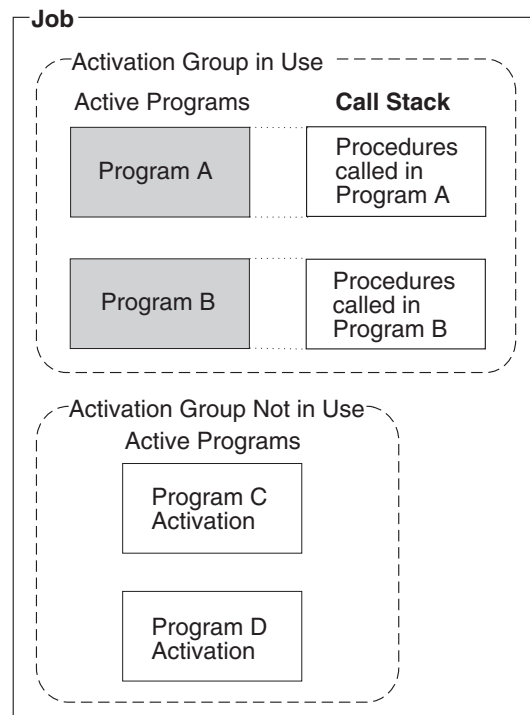 Job
Activation Group in Use
Active Programs
Call Stack
Program A
Procedures
called in
Program A
Program B
Procedures
called in
Program B
Activation Group Not in Use
Active Programs
Program C
Activation
Program D
Activation